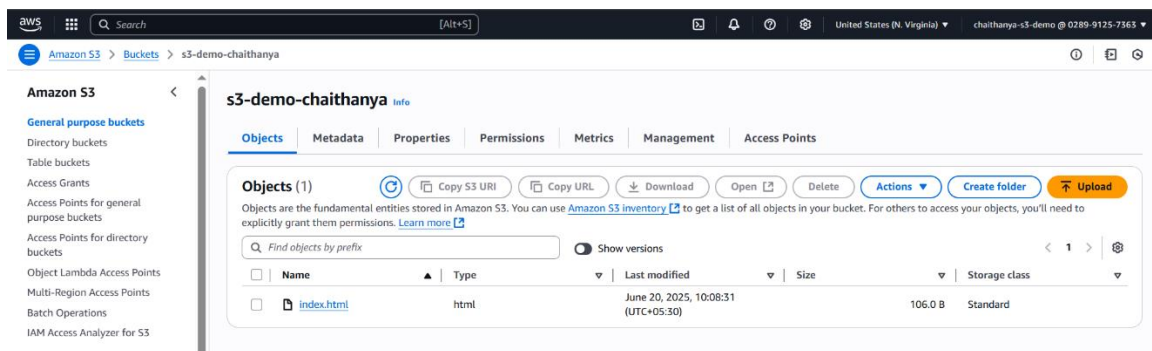 aws Search [Alt+S] United States (N. Virginia) ▼ chaithanya-s3-demo @ 0289-9125-7363 ▼
Amazon S3 > Buckets > s3-demo-chaithanya
Amazon S3
General purpose buckets
Directory buckets
Table buckets
Access Grants
Access Points for general
purpose buckets
Access Points for directory
buckets
Object Lambda Access Points
Multi-Region Access Points
Batch Operations
IAM Access Analyzer for S3
s3-demo-chaithanya Info
Objects Metadata Properties Permissions Metrics Management Access Points
Objects (1) Copy S3 URI Copy URL Download Open Delete Actions ▼ Create folder Upload
Objects are the fundamental entities stored in Amazon S3. You can use Amazon S3 inventory to get a list of all objects in your bucket. For others to access your objects, you'll need to
explicitly grant them permissions. Learn more
Find objects by prefix Show versions < 1 >
Name Type Last modified Size Storage class
index.html html June 20, 2025, 10:08:31 106.0 B Standard
(UTC+05:30)